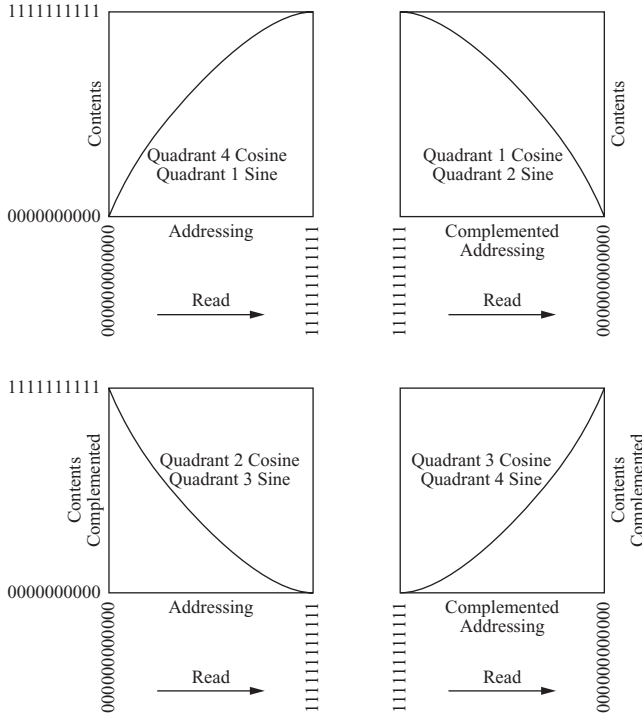 1111111111
Contents
Quadrant 4 Cosine
Quadrant 1 Sine
0000000000
Addressing
000000000000
111111111111
Read
Contents
Quadrant 1 Cosine
Quadrant 2 Sine
Complemented
Addressing
111111111111
000000000000
Read
1111111111
Contents
Complemented
Quadrant 2 Cosine
Quadrant 3 Sine
0000000000
Addressing
000000000000
111111111111
Read
Contents
Complemented
Quadrant 3 Cosine
Quadrant 4 Sine
Complemented
Addressing
111111111111
000000000000
Read